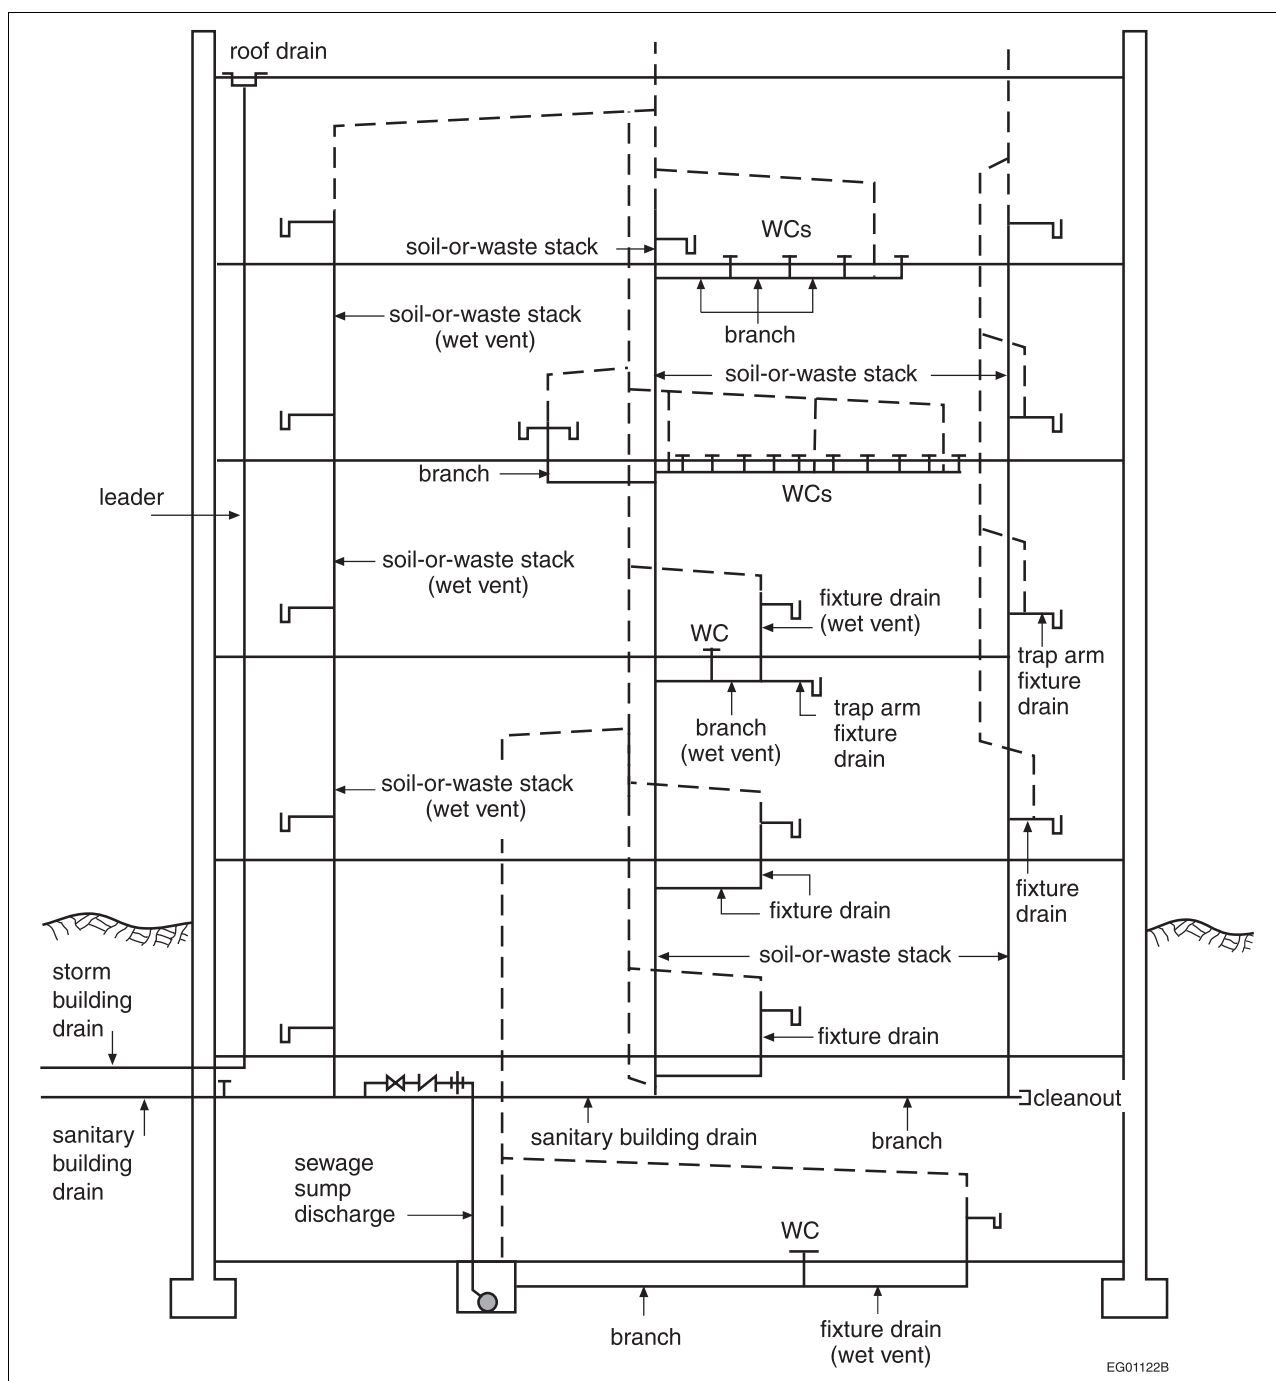 roof drain
WCs
soil-or-waste stack
soil-or-waste stack
(wet vent)
branch
soil-or-waste stack
branch
WCs
leader
soil-or-waste stack
(wet vent)
fixture drain
(wet vent)
WC
trap arm
fixture
drain
trap arm
fixture
drain
branch
(wet vent)
soil-or-waste stack
(wet vent)
fixture
drain
fixture drain
soil-or-waste stack
storm
building
drain
fixture drain
cleanout
sanitary
building
drain
sanitary building drain
branch
sewage
sump
discharge
WC
branch
fixture drain
(wet vent)
EG01122B